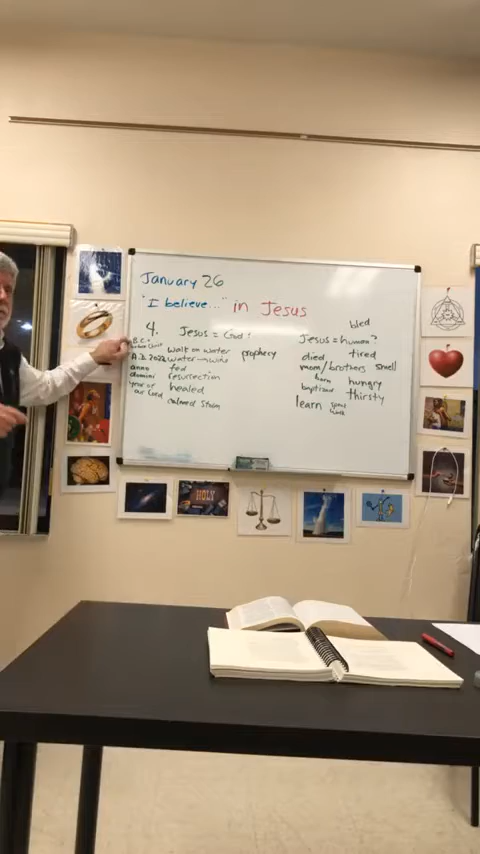 January 26
"I believe..." in Jesus
4. Jesus = God?
B.C.
A.D. 2022
anno
domini
year of
our Lord
walk on water
water → wine
fed
resurrection
healed
calmed storm
prophecy
Jesus = human?
bled
died
tired
mom/brothers
smell
born
hungry
baptised
thirsty
learn
HOLY